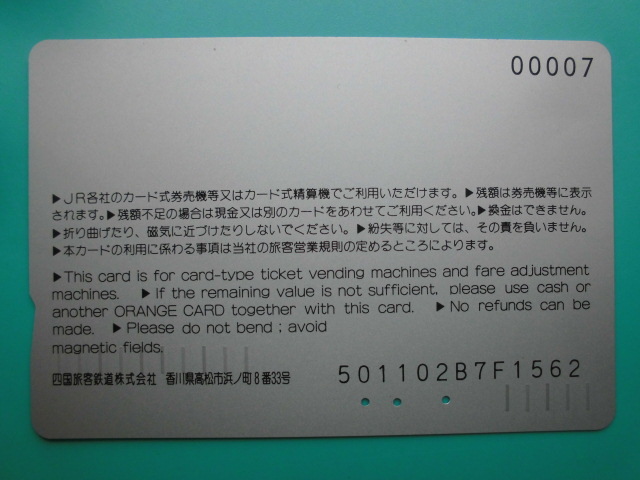 00007
▶JR各社のカード式券売機等又はカード式精算機でご利用いただけます。▶残額は券売機等に表示
されます。▶残額不足の場合は現金又は別のカードをあわせてご利用ください。▶換金はできません。
▶折り曲げたり、磁気に近づけたりしないでください。▶紛失等に対しては、その責を負いません。
▶本カードの利用に係わる事項は当社の旅客営業規則の定めるところによります。
▶This card is for card-type ticket vending machines and fare adjustment
machines. ▶If the remaining value is not sufficient, please use cash or
another ORANGE CARD together with this card. ▶No refunds can be
made. ▶Please do not bend ; avoid
magnetic fields.
四国旅客鉄道株式会社 香川県高松市浜ノ町8番33号
501102B7F1562